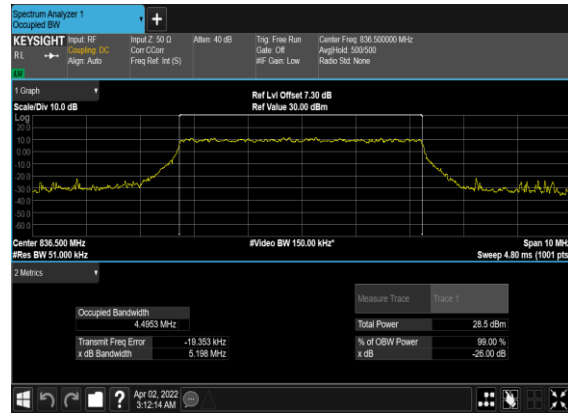 Spectrum Analyzer 1
Occupied BW
+
KEYSIGHT Input: RF Input Z: 50 Ω Atten: 40 dB Trig: Free Run Center Freq: 836.500000 MHz
RL Coupling: DC Corr CCorr Gate: Off Avg|Hold: 500/500
Align: Auto Freq Ref: Int (S) #IF Gain: Low Radio Std: None
LW
1 Graph
Ref Lvl Offset 7.30 dB
Scale/Div 10.0 dB Ref Value 30.00 dBm
Log
20.0
10.0
0.00
-10.0
-20.0
-30.0
-40.0
-50.0
-60.0
Center 836.500 MHz #Video BW 150.00 kHz* Span 10 MHz
#Res BW 51.000 kHz Sweep 4.80 ms (1001 pts)
2 Metrics
Measure Trace Trace 1
Occupied Bandwidth
4.4953 MHz Total Power 28.5 dBm
Transmit Freq Error -19.353 kHz % of OBW Power 99.00 %
x dB Bandwidth 5.198 MHz x dB -26.00 dB
? Apr 02, 2022
3:12:14 AM